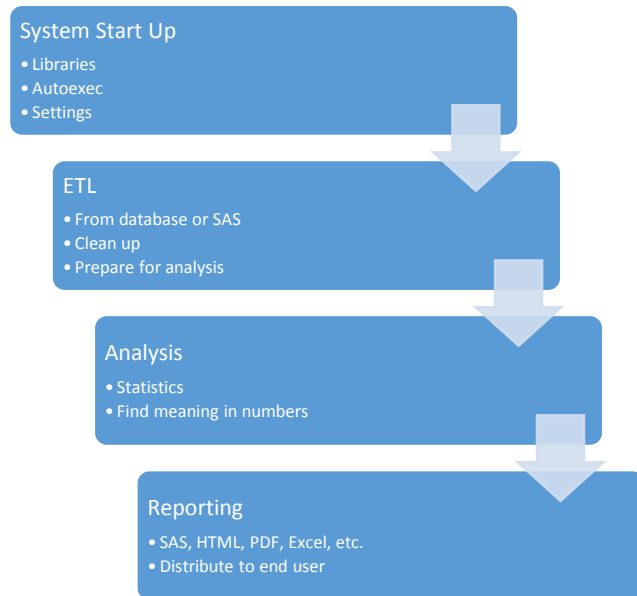 System Start Up
• Libraries
• Autoexec
• Settings
ETL
• From database or SAS
• Clean up
• Prepare for analysis
Analysis
• Statistics
• Find meaning in numbers
Reporting
• SAS, HTML, PDF, Excel, etc.
• Distribute to end user